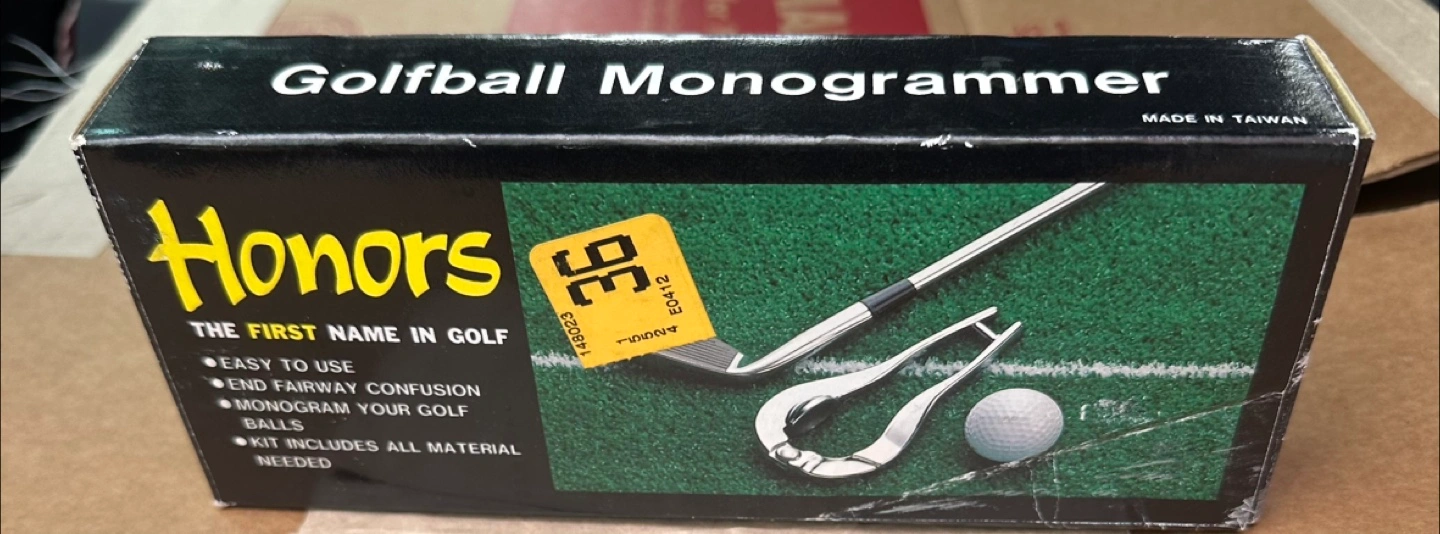 Golfball Monogrammer
MADE IN TAIWAN
Honors
THE FIRST NAME IN GOLF
●EASY TO USE
●END FAIRWAY CONFUSION
●MONOGRAM YOUR GOLF
BALLS
●KIT INCLUDES ALL MATERIAL
NEEDED
36
148023
15524
E0412